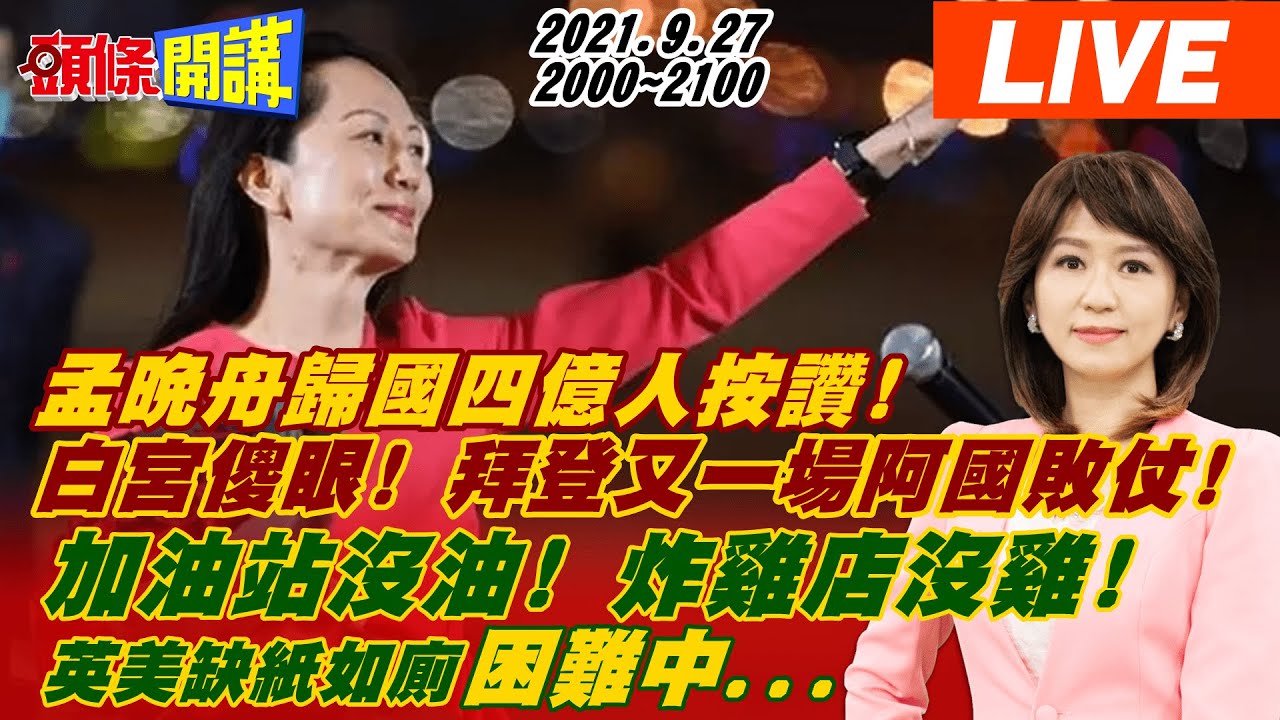 頭條開講
2021.9.27
2000~2100
LIVE
孟晚舟歸國四億人按讚!
白宮傻眼! 拜登又一場阿國敗仗!
加油站沒油! 炸雞店沒雞!
英美缺紙如廁困難中...